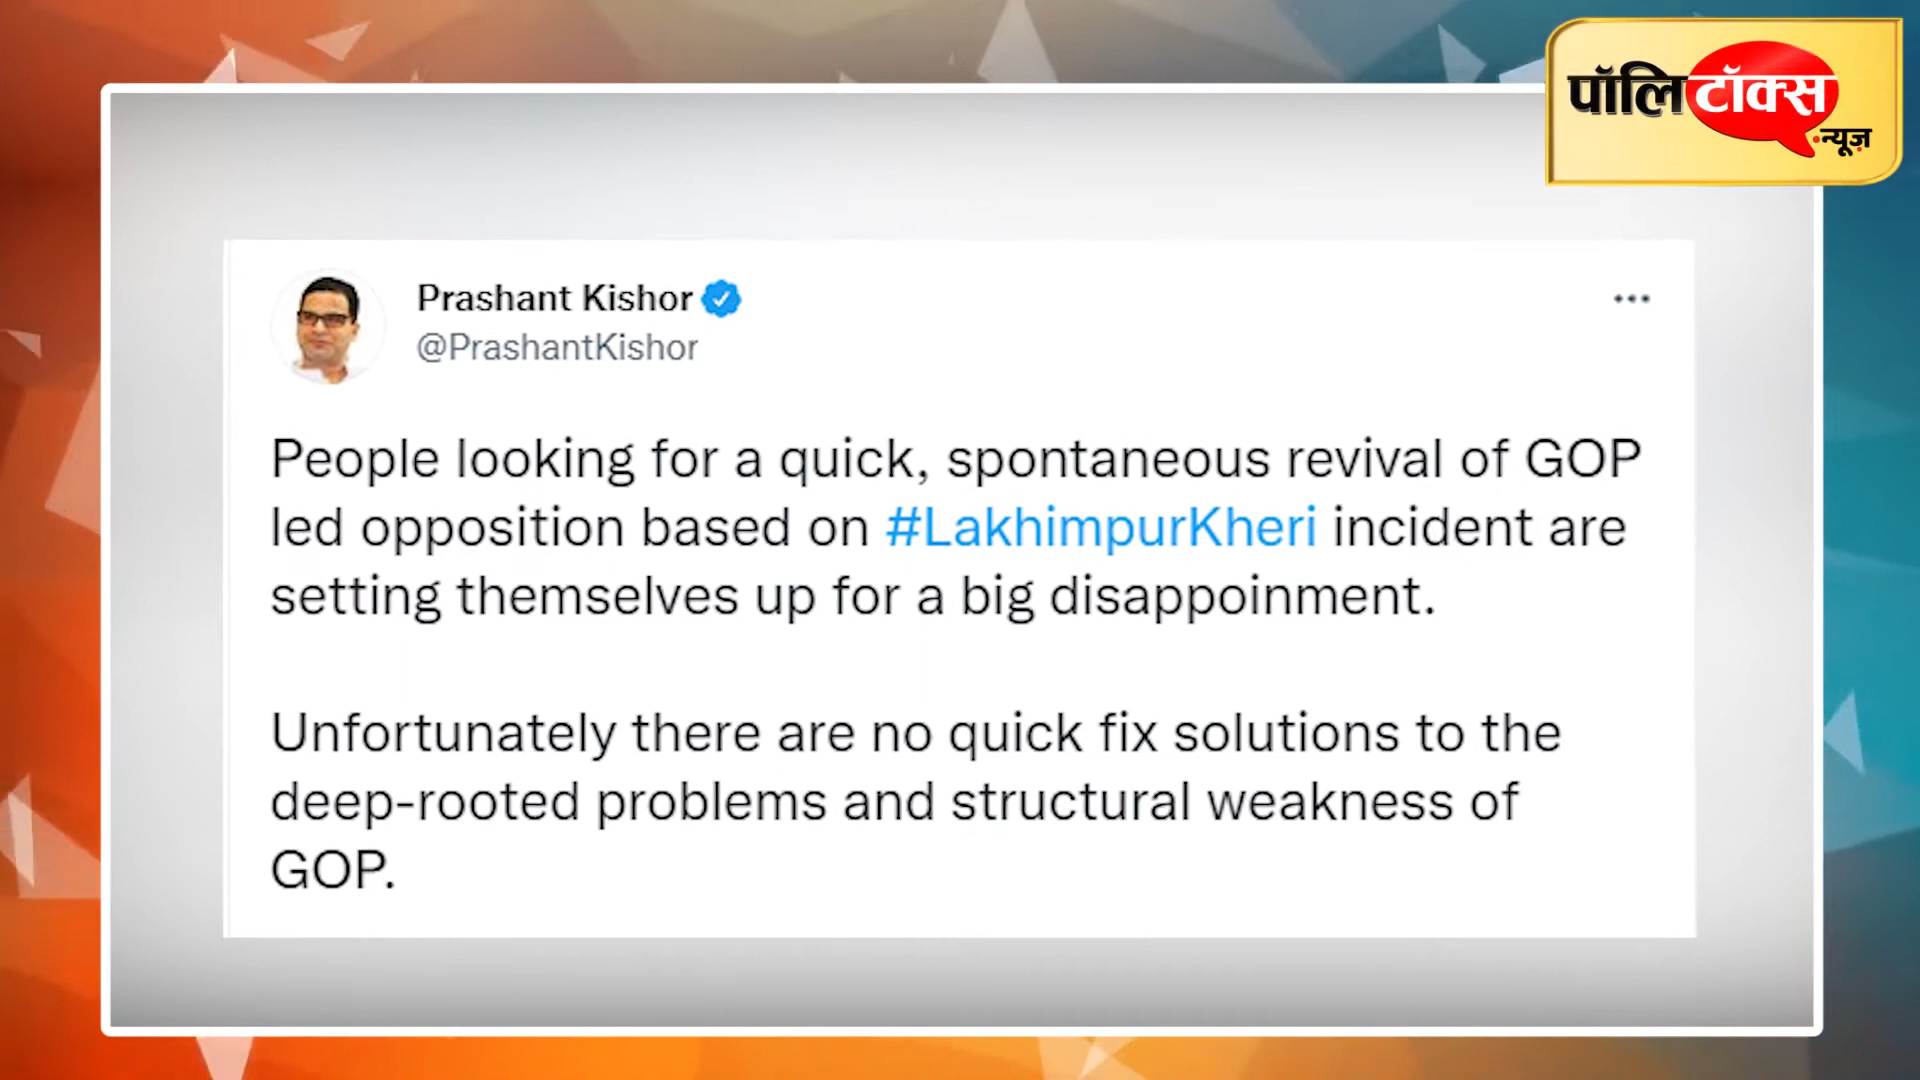 पॉलिटॉक्स
.न्यूज़
Prashant Kishor
@PrashantKishor
People looking for a quick, spontaneous revival of GOP
led opposition based on #LakhimpurKheri incident are
setting themselves up for a big disappoinment.
Unfortunately there are no quick fix solutions to the
deep-rooted problems and structural weakness of
GOP.